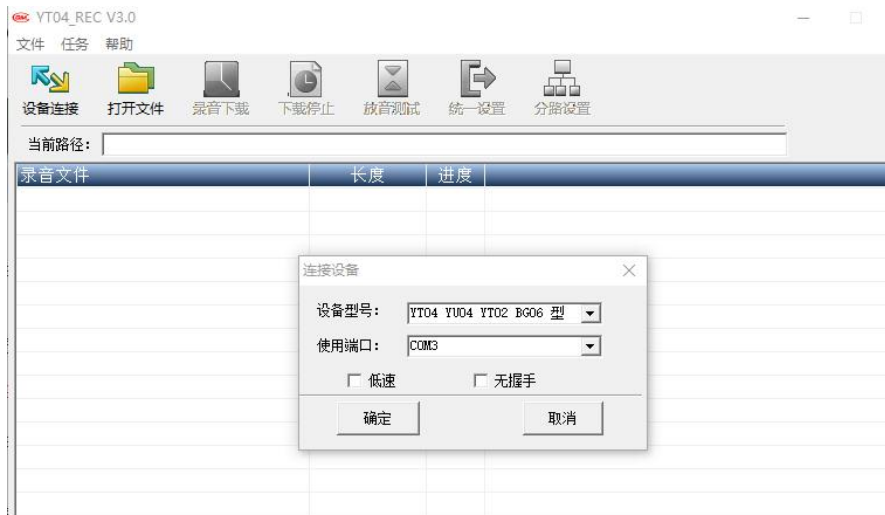 YT04_REC V3.0
文件 任务 帮助
设备连接 打开文件 录音下载 下载停止 放音测试 统一设置 分路设置
当前路径：
录音文件 长度 进度
连接设备
设备型号： YT04 YU04 YT02 BG06 型
使用端口： COM3
低速 无握手
确定 取消